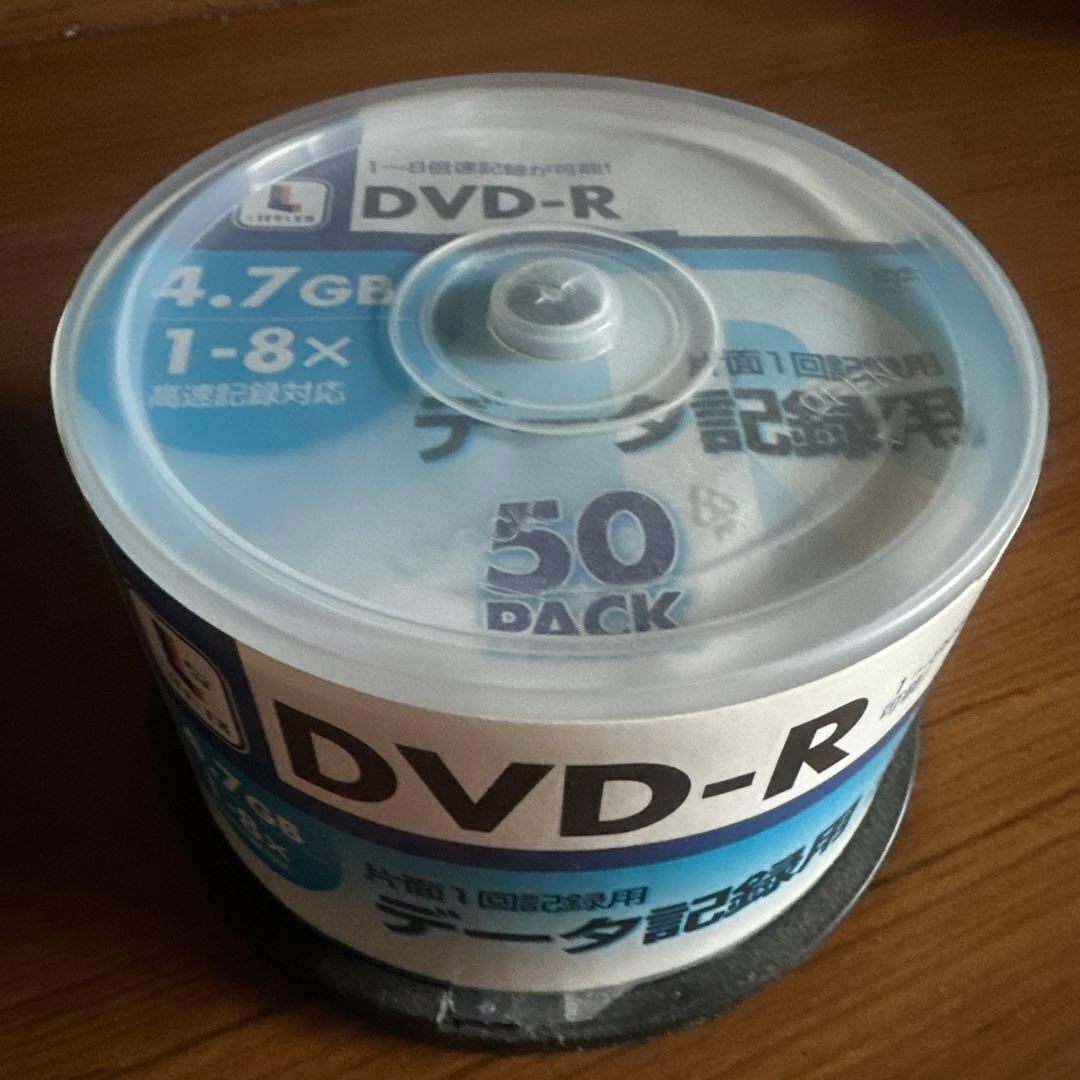 1〜8倍速記録が可能!
DVD-R
4.7GB
1-8×
高速記録対応
片面1回記録用
データ記録用
50
PACK
DVD-R
.7GB
-8×
片面1回記録用
データ記録用